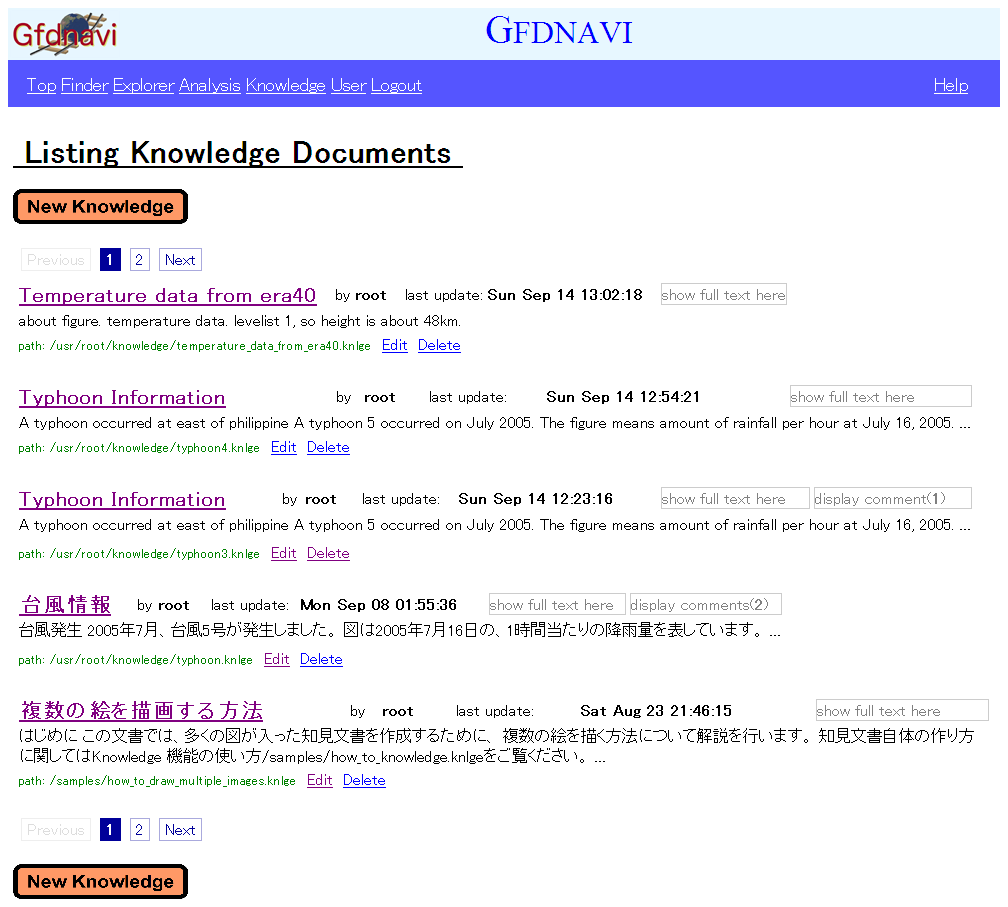 Gfdnavi GFDNAVI
Top Finder Explorer Analysis Knowledge User Logout Help
Listing Knowledge Documents
New Knowledge
Previous 1 2 Next
Temperature data from era40 by root last update: Sun Sep 14 13:02:18 show full text here
about figure. temperature data. levelist 1, so height is about 48km.
path: /usr/root/knowledge/temperature_data_from_era40.knlge Edit Delete
Typhoon Information by root last update: Sun Sep 14 12:54:21 show full text here
A typhoon occurred at east of philippine A typhoon 5 occurred on July 2005. The figure means amount of rainfall per hour at July 16, 2005. ...
path: /usr/root/knowledge/typhoon4.knlge Edit Delete
Typhoon Information by root last update: Sun Sep 14 12:23:16 show full text here display comment(1)
A typhoon occurred at east of philippine A typhoon 5 occurred on July 2005. The figure means amount of rainfall per hour at July 16, 2005. ...
path: /usr/root/knowledge/typhoon3.knlge Edit Delete
台風情報 by root last update: Mon Sep 08 01:55:36 show full text here display comments(2)
台風発生 2005年7月、台風5号が発生しました。図は2005年7月16日の、1時間当たりの降雨量を表しています。 ...
path: /usr/root/knowledge/typhoon.knlge Edit Delete
複数の絵を描画する方法 by root last update: Sat Aug 23 21:46:15 show full text here
はじめに この文書では、多くの図が入った知見文書を作成するために、 複数の絵を描く方法について解説を行います。 知見文書自体の作り方
に関してはKnowledge 機能の使い方/samples/how_to_knowledge.knlgeをご覧ください。 ...
path: /samples/how_to_draw_multiple_images.knlge Edit Delete
Previous 1 2 Next
New Knowledge